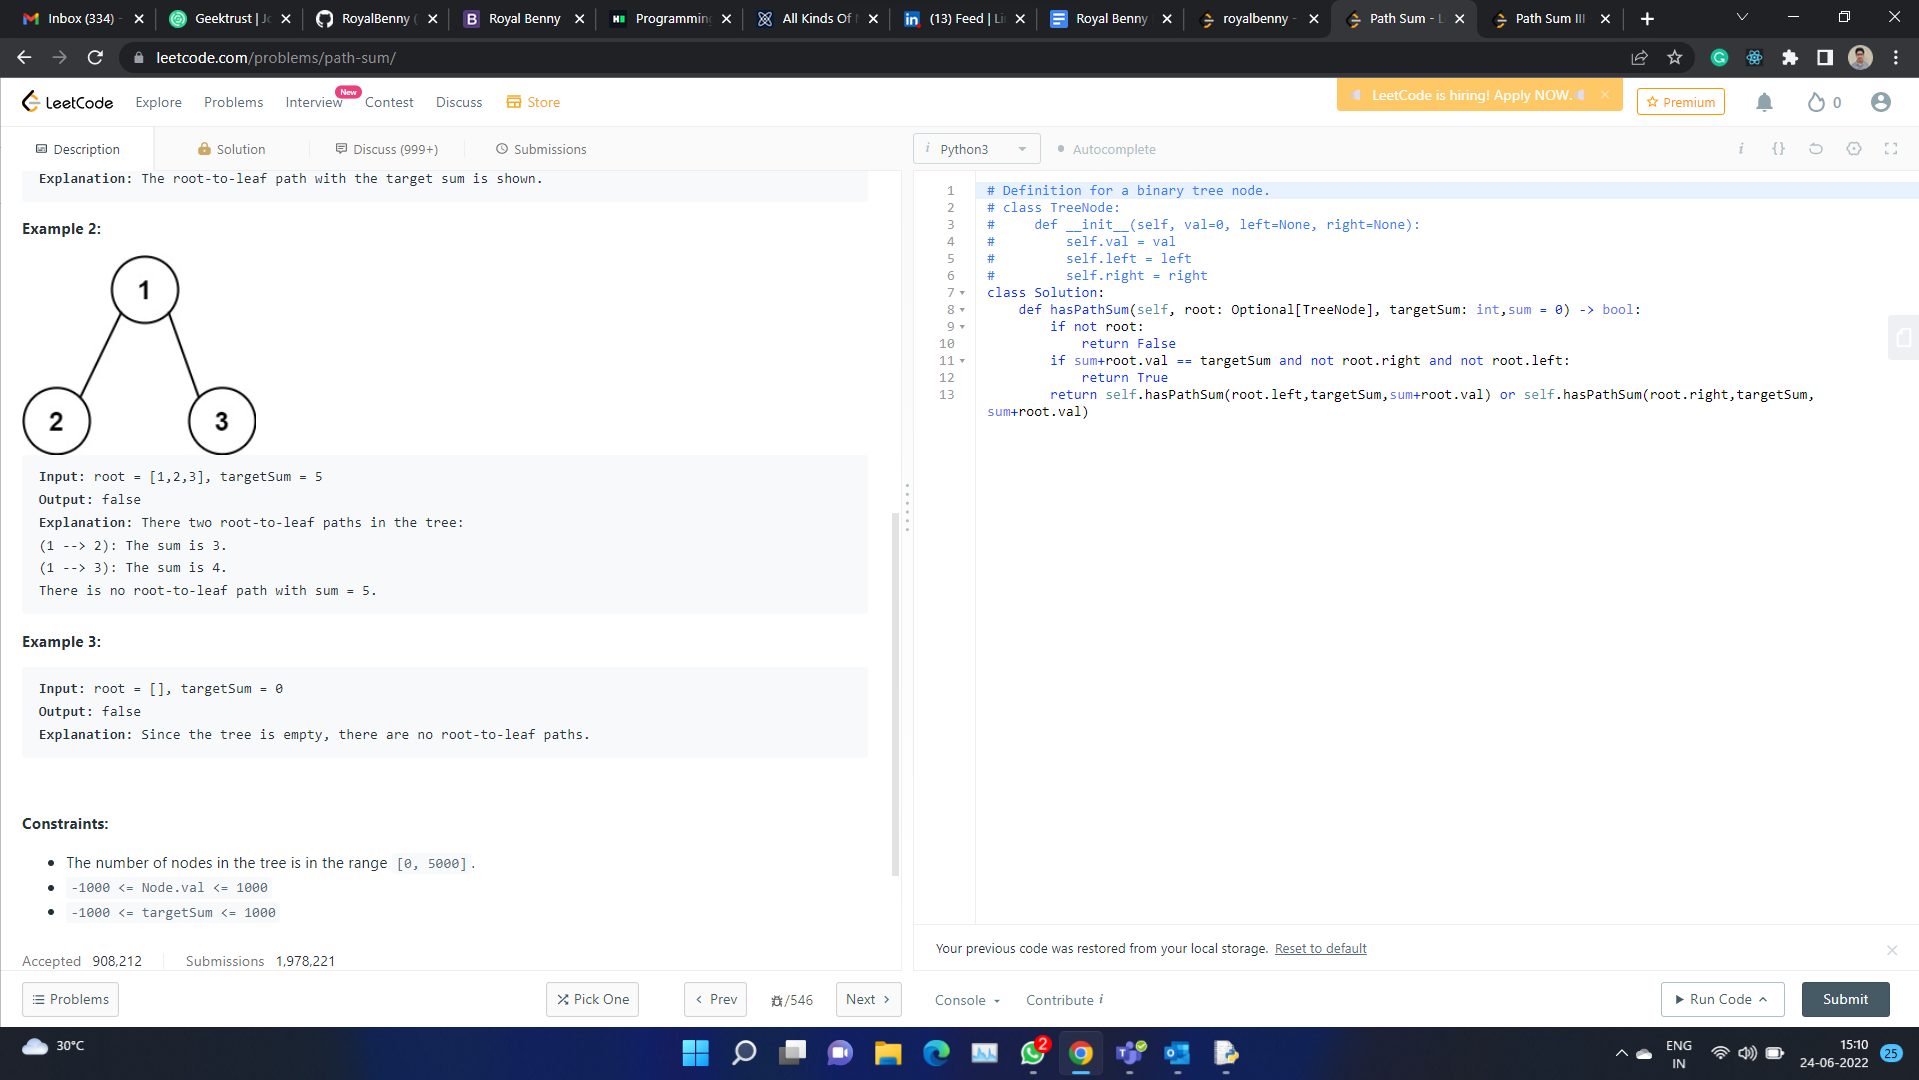 Inbox (334) -
Geektrust | Jo
RoyalBenny (
Royal Benny
Programming
All Kinds Of
(13) Feed | Li
Royal Benny
royalbenny -
Path Sum - L
Path Sum III
leetcode.com/problems/path-sum/
LeetCode
Explore
Problems
Interview
New
Contest
Discuss
Store
LeetCode is hiring! Apply NOW.
Premium
0
Description
Solution
Discuss (999+)
Submissions
i Python3
Autocomplete
i {}
Explanation: The root-to-leaf path with the target sum is shown.
Example 2:
1
2
3
Input: root = [1,2,3], targetSum = 5
Output: false
Explanation: There two root-to-leaf paths in the tree:
(1 --> 2): The sum is 3.
(1 --> 3): The sum is 4.
There is no root-to-leaf path with sum = 5.
Example 3:
Input: root = [], targetSum = 0
Output: false
Explanation: Since the tree is empty, there are no root-to-leaf paths.
Constraints:
• The number of nodes in the tree is in the range [0, 5000].
• -1000 <= Node.val <= 1000
• -1000 <= targetSum <= 1000
Accepted 908,212
Submissions 1,978,221
1 # Definition for a binary tree node.
2 # class TreeNode:
3 #     def __init__(self, val=0, left=None, right=None):
4 #         self.val = val
5 #         self.left = left
6 #         self.right = right
7 class Solution:
8     def hasPathSum(self, root: Optional[TreeNode], targetSum: int,sum = 0) -> bool:
9         if not root:
10             return False
11         if sum+root.val == targetSum and not root.right and not root.left:
12             return True
13         return self.hasPathSum(root.left,targetSum,sum+root.val) or self.hasPathSum(root.right,targetSum,
sum+root.val)
Your previous code was restored from your local storage. Reset to default
Problems
Pick One
< Prev
/546
Next >
Console
Contribute i
Run Code
Submit
30°C
2
ENG
IN
15:10
24-06-2022
25